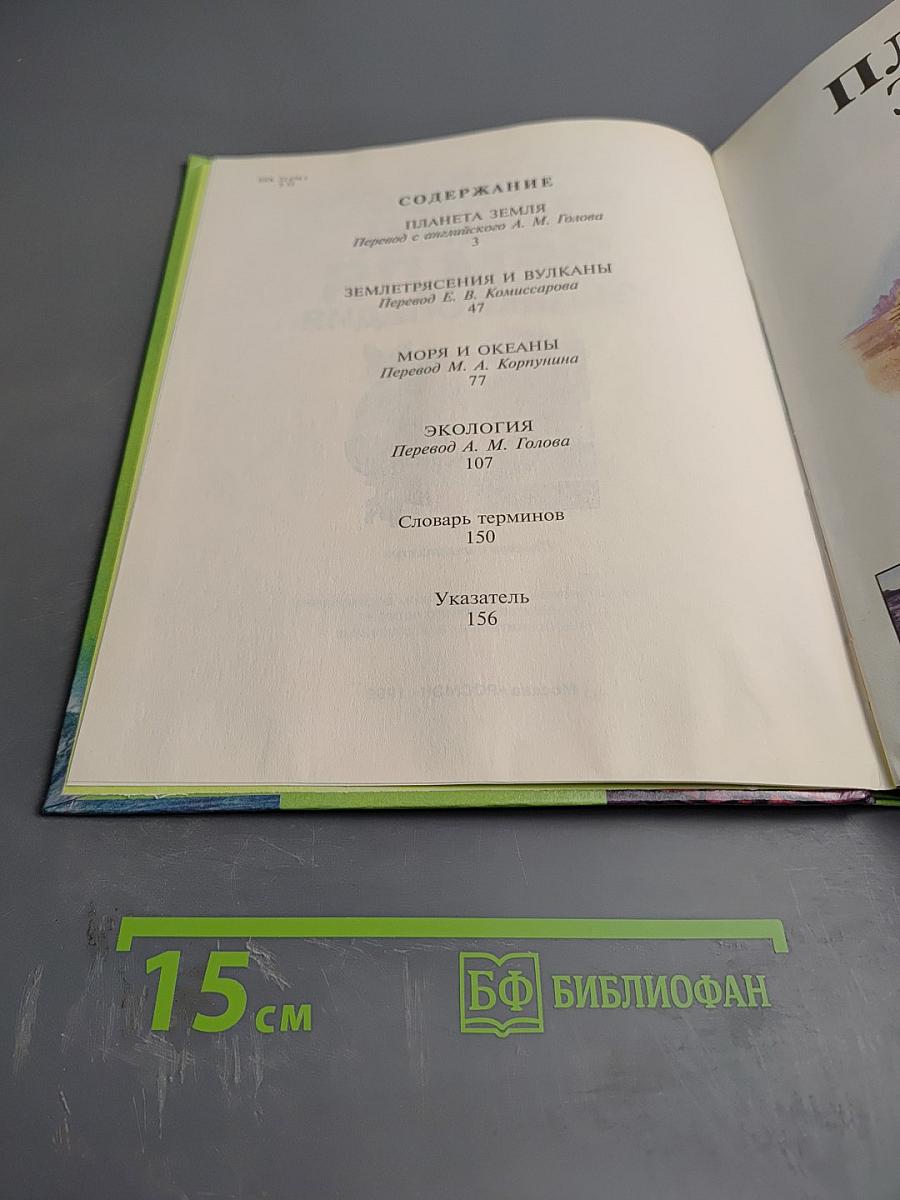 СОДЕРЖАНИЕ
ПЛАНЕТА ЗЕМЛЯ
Перевод с английского А. М. Голова
3
ЗЕМЛЕТРЯСЕНИЯ И ВУЛКАНЫ
Перевод Е. В. Комиссарова
47
МОРЯ И ОКЕАНЫ
Перевод М. А. Корпунина
77
ЭКОЛОГИЯ
Перевод А. М. Голова
107
Словарь терминов
150
Указатель
156
15 см
БФ БИБЛИОФАН